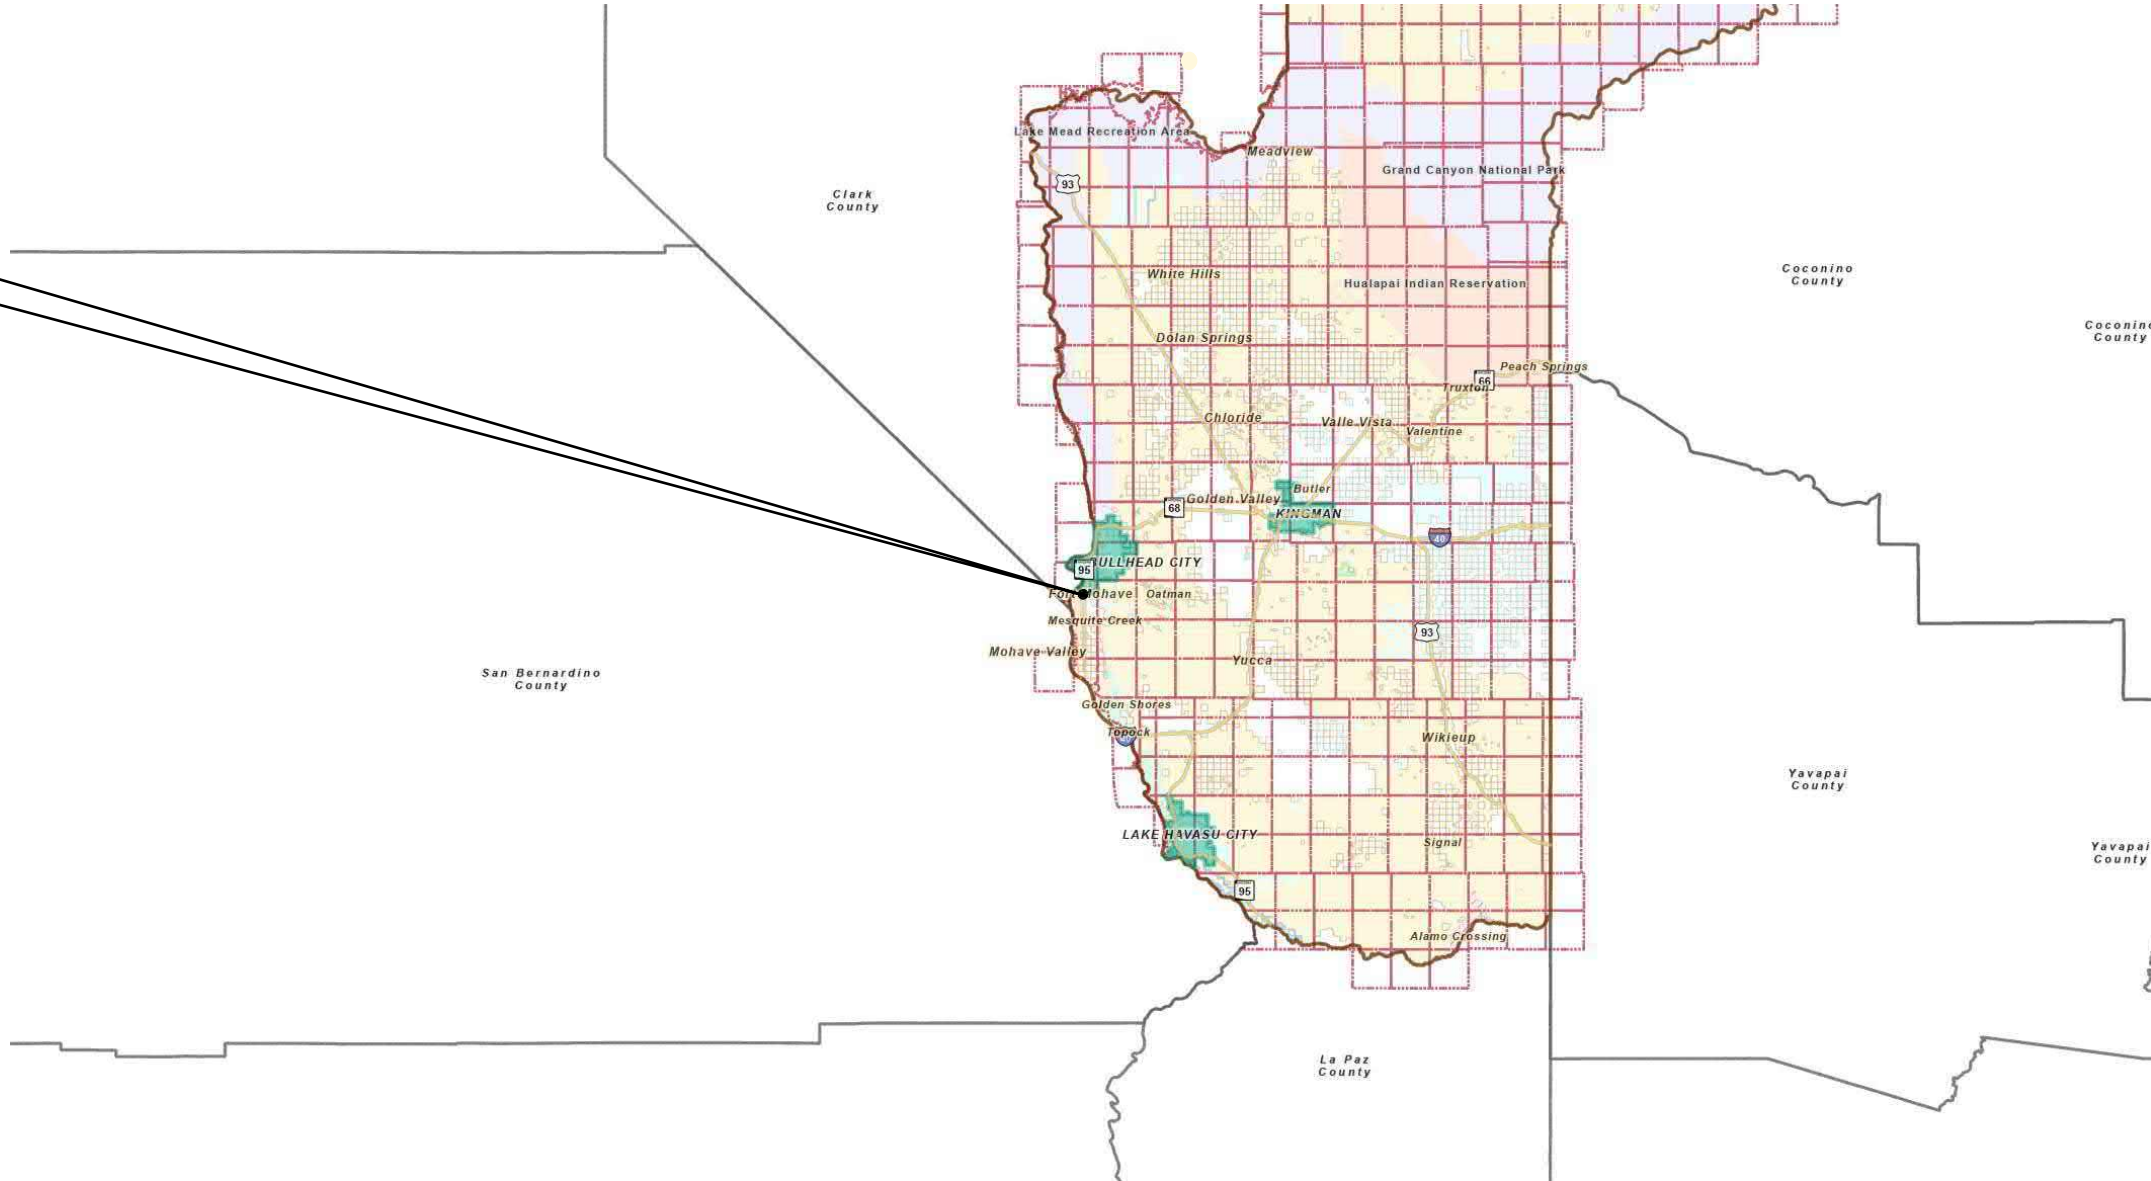 Lake Mead Recreation Area
Meadview
Grand Canyon National Park
93
Clark
County
White Hills
Hualapai Indian Reservation
Coconino
County
Coconino
County
Dolan Springs
Peach Springs
66
Truxton
Chloride
Valle Vista
Valentine
Butler
Golden Valley
68
KINGMAN
40
BULLHEAD CITY
95
Fort Mohave
Oatman
Mesquite Creek
93
Mohave Valley
Yucca
San Bernardino
County
Golden Shores
Topock
Wikieup
Yavapai
County
LAKE HAVASU CITY
Signal
Yavapai
County
95
Alamo Crossing
La Paz
County